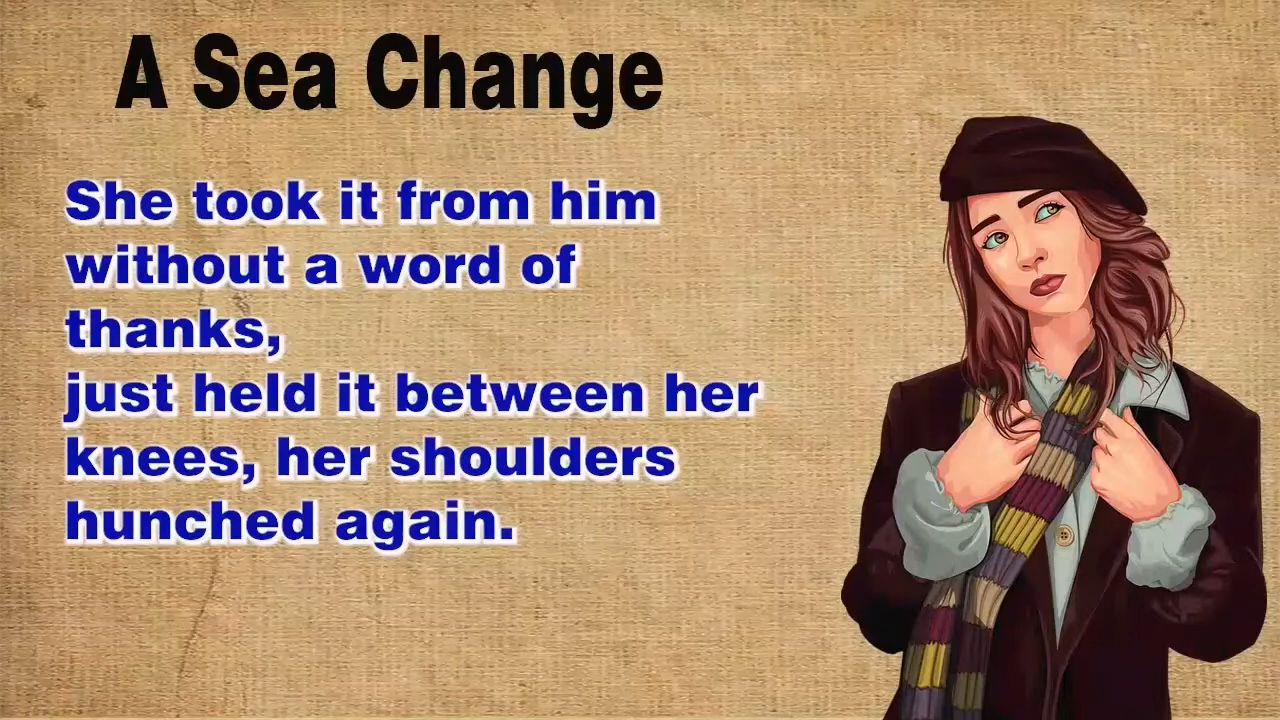 A Sea Change
She took it from him
without a word of
thanks,
just held it between her
knees, her shoulders
hunched again.